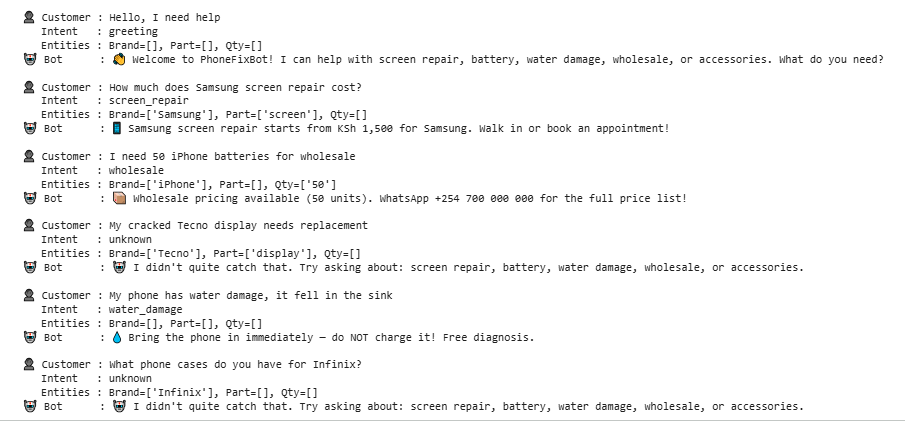 👤 Customer : Hello, I need help
Intent : greeting
Entities : Brand=[], Part=[], Qty=[]
🤖 Bot : 👋 Welcome to PhoneFixBot! I can help with screen repair, battery, water damage, wholesale, or accessories. What do you need?
👤 Customer : How much does Samsung screen repair cost?
Intent : screen_repair
Entities : Brand=['Samsung'], Part=['screen'], Qty=[]
🤖 Bot : 📱 Samsung screen repair starts from KSh 1,500 for Samsung. Walk in or book an appointment!
👤 Customer : I need 50 iPhone batteries for wholesale
Intent : wholesale
Entities : Brand=['iPhone'], Part=[], Qty=['50']
🤖 Bot : 📦 Wholesale pricing available (50 units). WhatsApp +254 700 000 000 for the full price list!
👤 Customer : My cracked Tecno display needs replacement
Intent : unknown
Entities : Brand=['Tecno'], Part=['display'], Qty=[]
🤖 Bot : 🤖 I didn't quite catch that. Try asking about: screen repair, battery, water damage, wholesale, or accessories.
👤 Customer : My phone has water damage, it fell in the sink
Intent : water_damage
Entities : Brand=[], Part=[], Qty=[]
🤖 Bot : 💧 Bring the phone in immediately – do NOT charge it! Free diagnosis.
👤 Customer : What phone cases do you have for Infinix?
Intent : unknown
Entities : Brand=['Infinix'], Part=[], Qty=[]
🤖 Bot : 🤖 I didn't quite catch that. Try asking about: screen repair, battery, water damage, wholesale, or accessories.